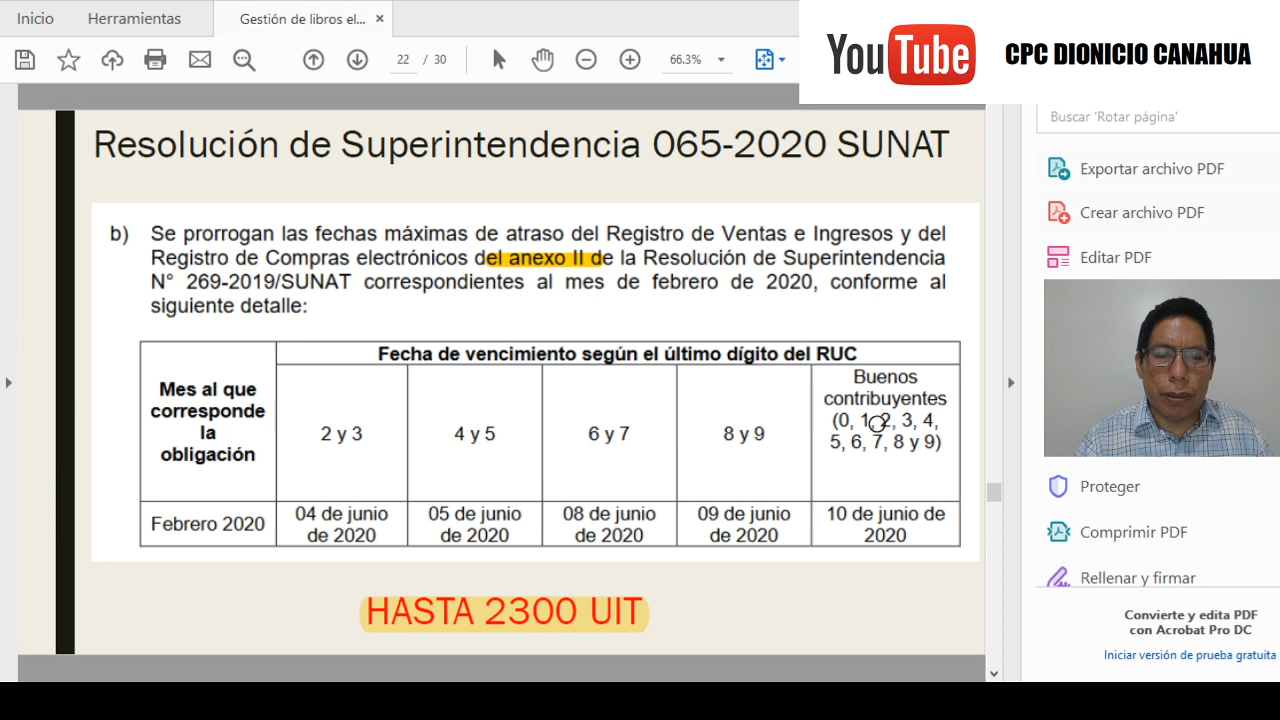 Inicio Herramientas Gestión de libros el... ×
22 / 30 66.3%
YouTube CPC DIONICIO CANAHUA
Buscar 'Rotar página'
Exportar archivo PDF
Crear archivo PDF
Editar PDF
Proteger
Comprimir PDF
Rellenar y firmar
Convierte y edita PDF
con Acrobat Pro DC
Iniciar versión de prueba gratuita
Resolución de Superintendencia 065-2020 SUNAT
b) Se prorrogan las fechas máximas de atraso del Registro de Ventas e Ingresos y del
Registro de Compras electrónicos del anexo II de la Resolución de Superintendencia
N° 269-2019/SUNAT correspondientes al mes de febrero de 2020, conforme al
siguiente detalle:
Mes al que
corresponde
la
obligación
Fecha de vencimiento según el último dígito del RUC
2 y 3
4 y 5
6 y 7
8 y 9
Buenos
contribuyentes
(0, 1, 2, 3, 4,
5, 6, 7, 8 y 9)
Febrero 2020
04 de junio
de 2020
05 de junio
de 2020
08 de junio
de 2020
09 de junio
de 2020
10 de junio de
2020
HASTA 2300 UIT